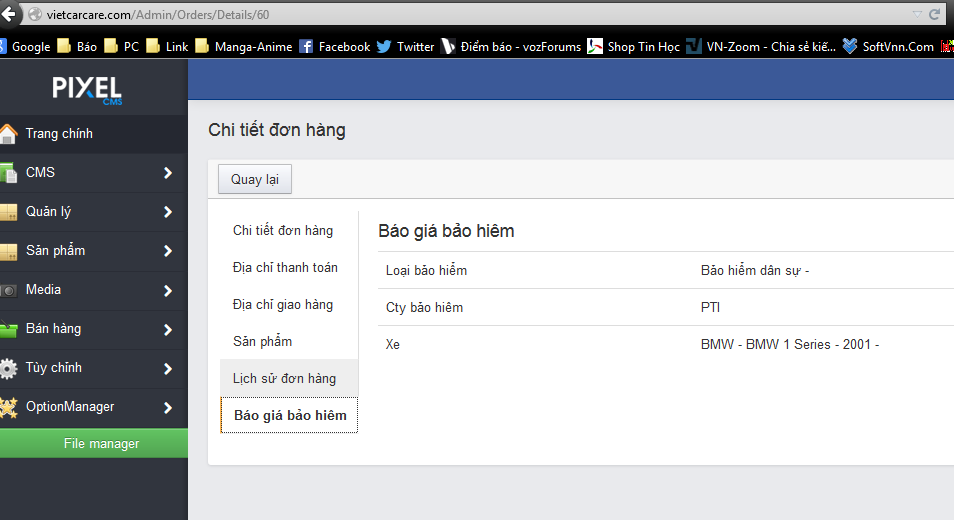 vietcarcare.com/Admin/Orders/Details/60
Google Báo PC Link Manga-Anime Facebook Twitter Điểm báo - vozForums Shop Tin Học VN-Zoom - Chia sẻ kiế... SoftVnn.Com
PIXEL
CMS
Trang chính
CMS
Quản lý
Sản phẩm
Media
Bán hàng
Tùy chỉnh
OptionManager
File manager
Chi tiết đơn hàng
Quay lại
Chi tiết đơn hàng
Địa chỉ thanh toán
Địa chỉ giao hàng
Sản phẩm
Lịch sử đơn hàng
Báo giá bảo hiêm
Báo giá bảo hiêm
Loại bảo hiểm Bảo hiểm dân sự -
Cty bảo hiêm PTI
Xe BMW - BMW 1 Series - 2001 -